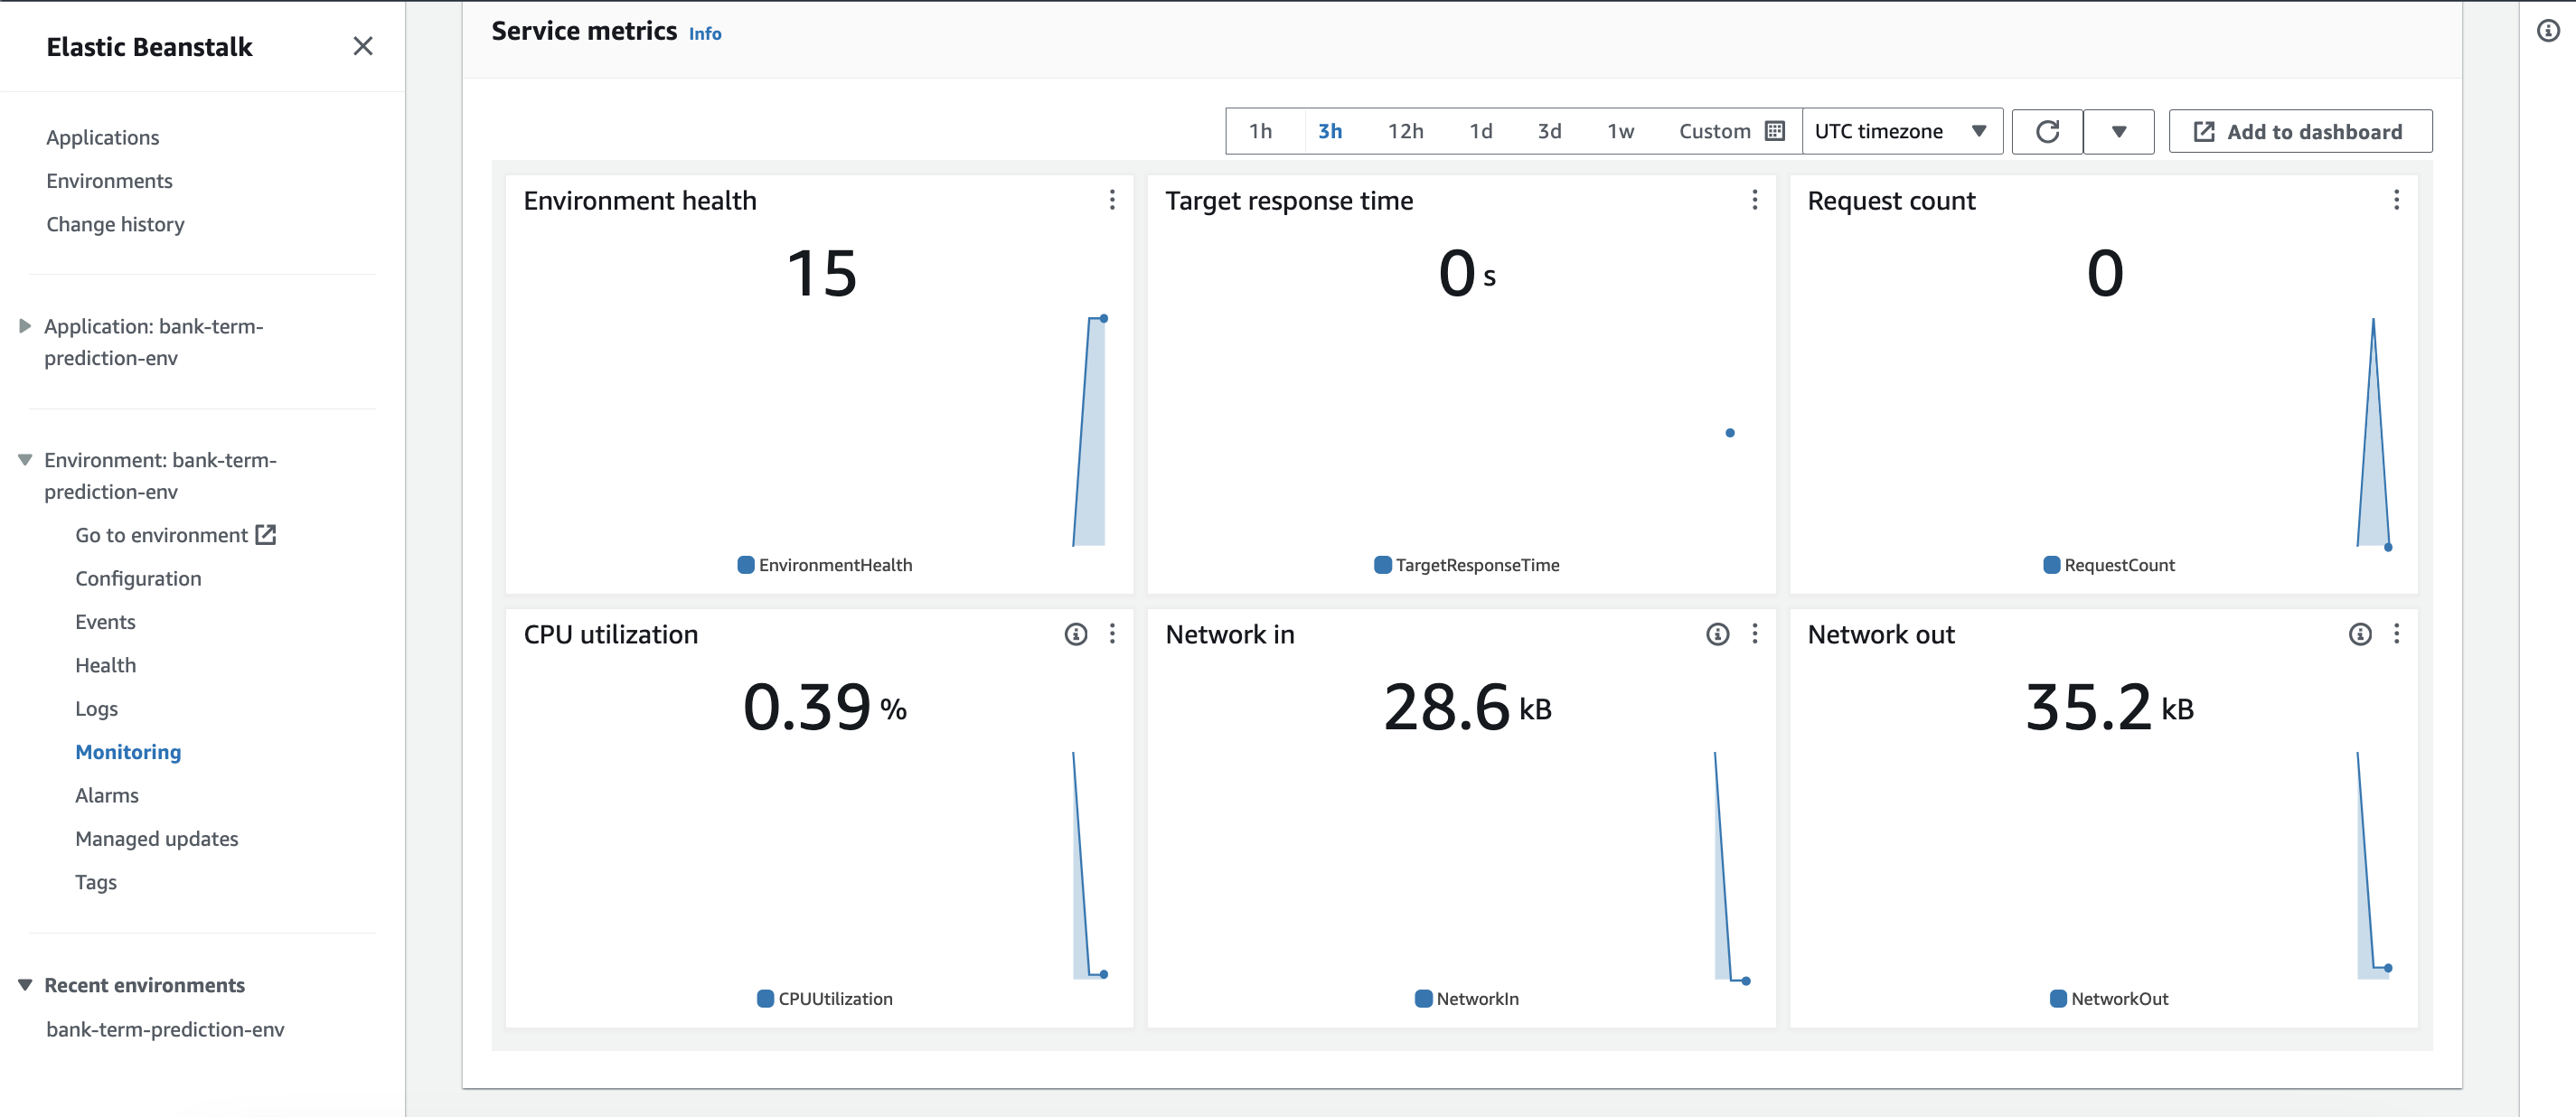 Elastic Beanstalk
Applications
Environments
Change history
Application: bank-term-
prediction-env
Environment: bank-term-
prediction-env
Go to environment
Configuration
Events
Health
Logs
Monitoring
Alarms
Managed updates
Tags
Recent environments
bank-term-prediction-env
Service metrics Info
1h 3h 12h 1d 3d 1w Custom UTC timezone Add to dashboard
Environment health
15
EnvironmentHealth
Target response time
0 s
TargetResponseTime
Request count
0
RequestCount
CPU utilization
0.39 %
CPUUtilization
Network in
28.6 kB
NetworkIn
Network out
35.2 kB
NetworkOut